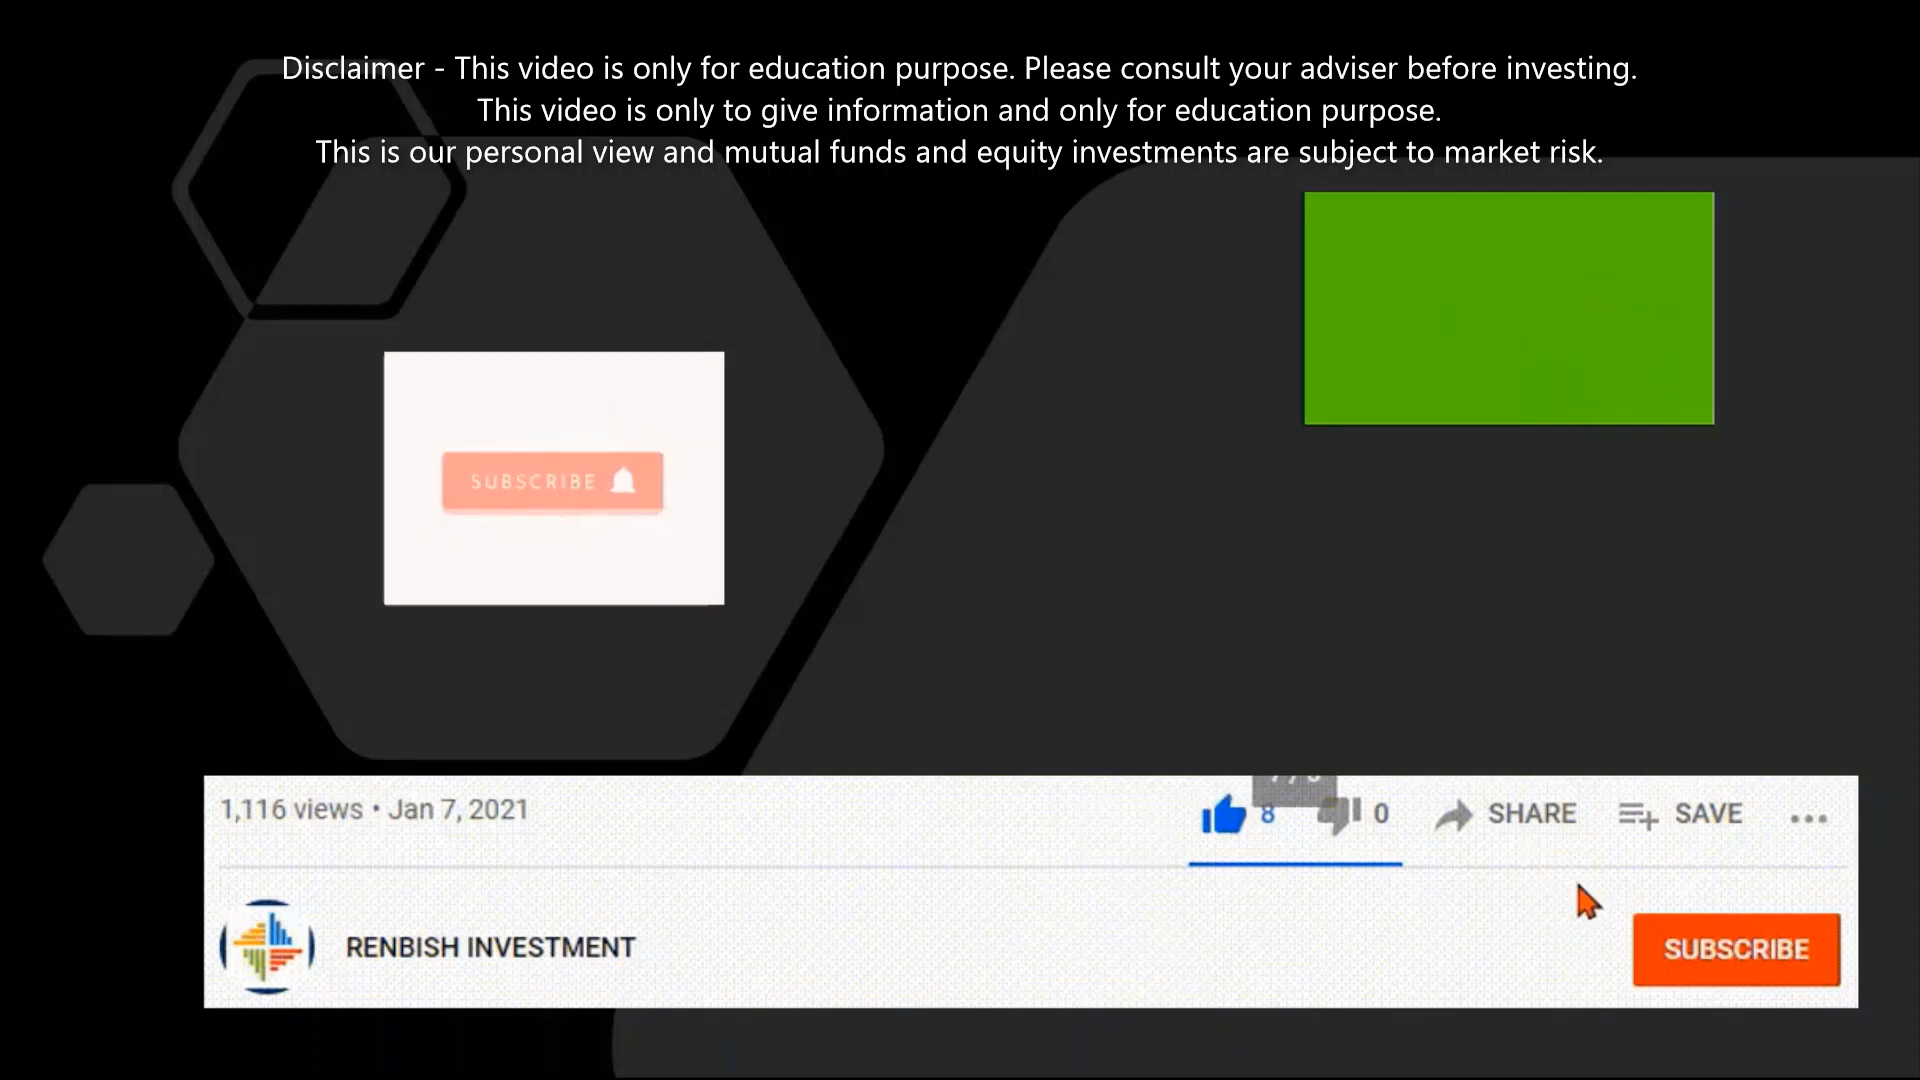 Disclaimer - This video is only for education purpose. Please consult your adviser before investing.
This video is only to give information and only for education purpose.
This is our personal view and mutual funds and equity investments are subject to market risk.
SUBSCRIBE
1,116 views • Jan 7, 2021
8
0
SHARE
SAVE
RENBISH INVESTMENT
SUBSCRIBE